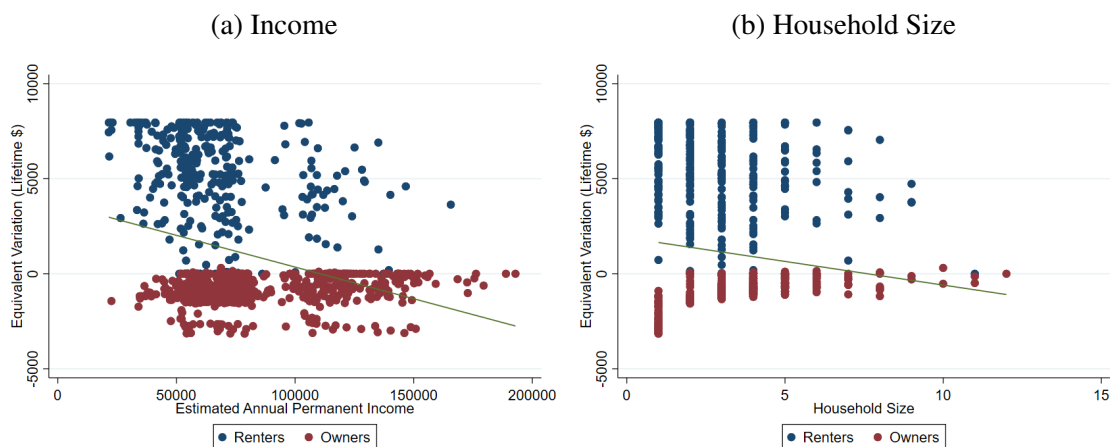 (a) Income
Equivalent Variation (Lifetime $)
10000
5000
0
-5000
0
50000
100000
150000
200000
Estimated Annual Permanent Income
Renters
Owners
(b) Household Size
Equivalent Variation (Lifetime $)
10000
5000
0
-5000
0
5
10
15
Household Size
Renters
Owners